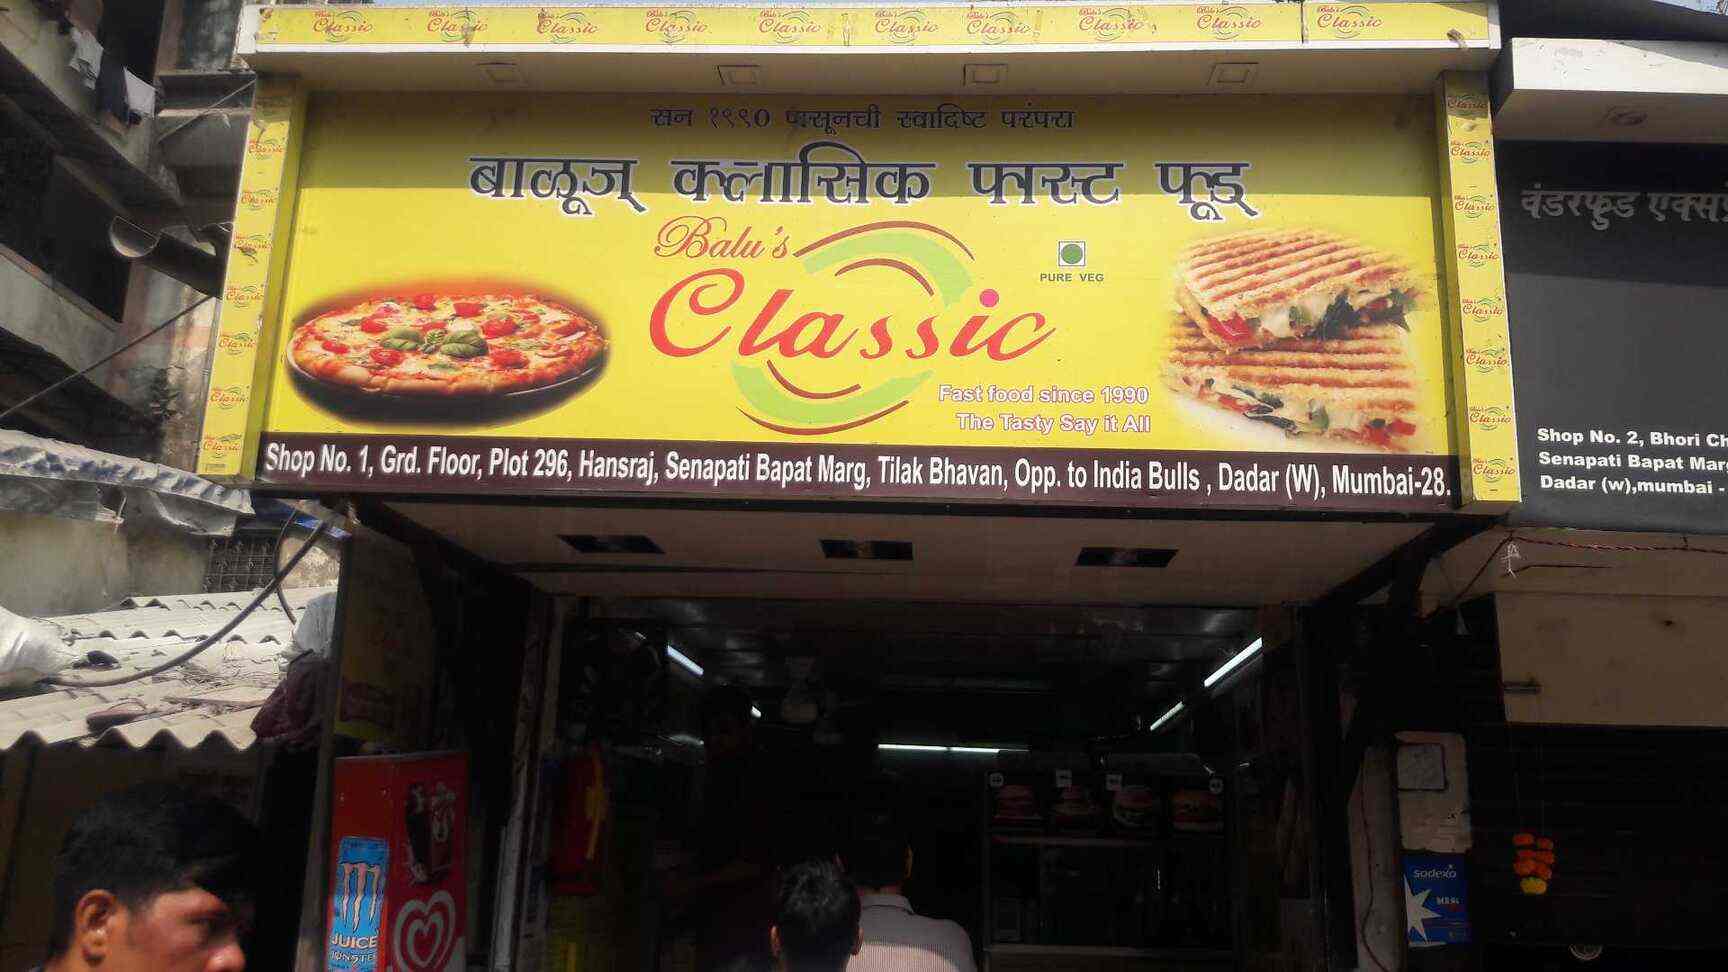 सन १९९० पासूनची स्वादिष्ट परंपरा
बाळूज् क्लासिक फास्ट फूड्
Balu's
Classic
PURE VEG
Fast food since 1990
The Tasty Say it All
Shop No. 1, Grd. Floor, Plot 296, Hansraj, Senapati Bapat Marg, Tilak Bhavan, Opp. to India Bulls , Dadar (W), Mumbai-28.
वंडरफुड
Shop No. 2, Bhori
Senapati Bapat
Dadar (w),mumbai -
JUICE
sodexo